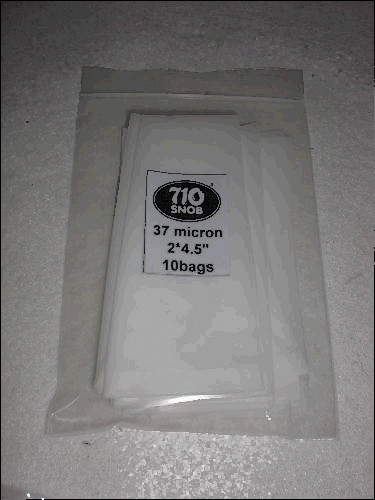 710
SNOB
37 micron
2*4.5"
10bags